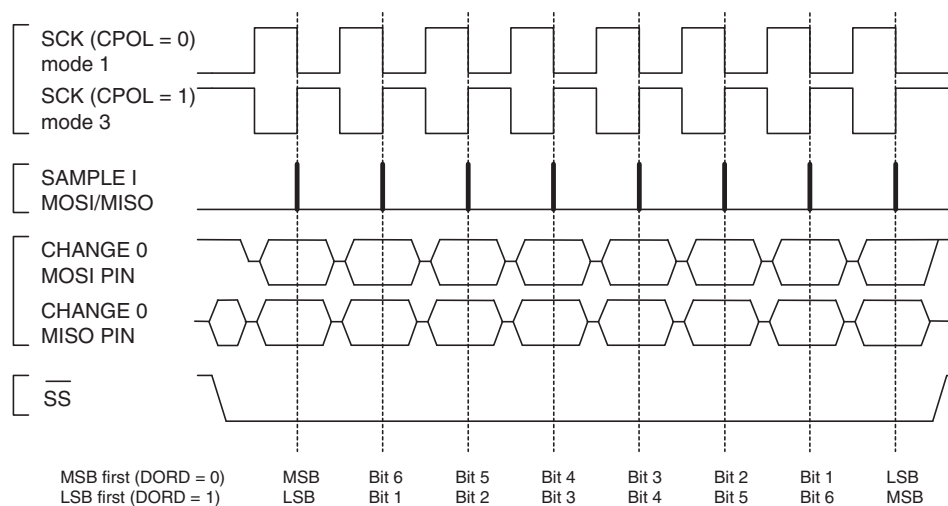 SCK (CPOL = 0)
mode 1
SCK (CPOL = 1)
mode 3
SAMPLE I
MOSI/MISO
CHANGE 0
MOSI PIN
CHANGE 0
MISO PIN
SS
MSB first (DORD = 0) MSB Bit 6 Bit 5 Bit 4 Bit 3 Bit 2 Bit 1 LSB
LSB first (DORD = 1) LSB Bit 1 Bit 2 Bit 3 Bit 4 Bit 5 Bit 6 MSB